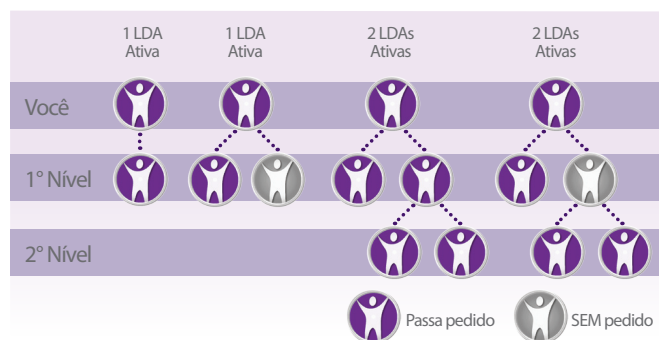 1 LDA
Ativa
1 LDA
Ativa
2 LDAs
Ativas
2 LDAs
Ativas
Você
1° Nível
2° Nível
Passa pedido
SEM pedido